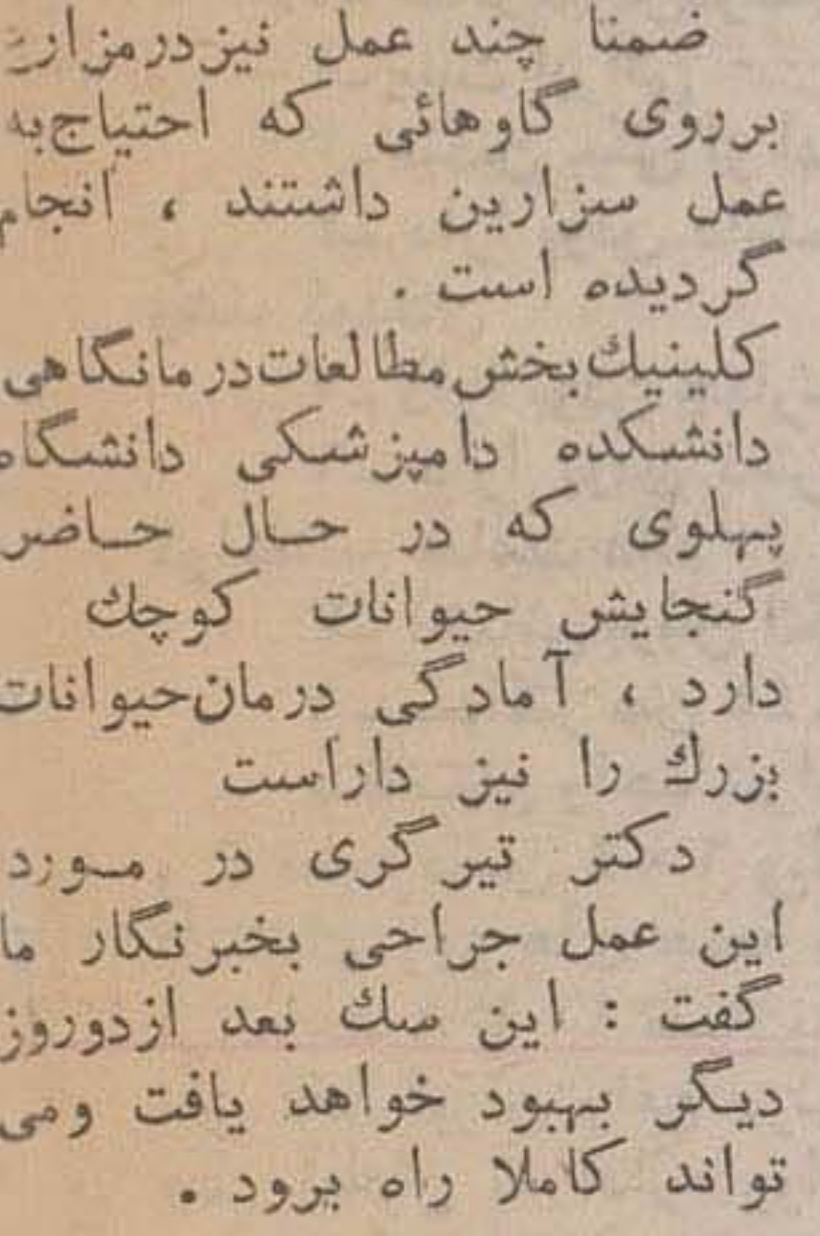 ضمنا چند عمل نیز در
برروی گاوهائی که احتیاج به
عمل سزارین داشتند ، انجام
گردیده است .
کلینیك بخش مطالعات درمانگاهی
دانشکده دامپزشکی دانشگاه
پهلوی که در حال حاضر
گنجایش حیوانات کوچك
دارد ، آمادگی درمان حیوانات
بزرك را نیز داراست
دکتر تیرگری در مورد
این عمل جراحی بخبرنگار ما
گفت : این سك بعد ازدوروز
دیگر بهبود خواهد یافت ومی
تواند کاملا راه برود .